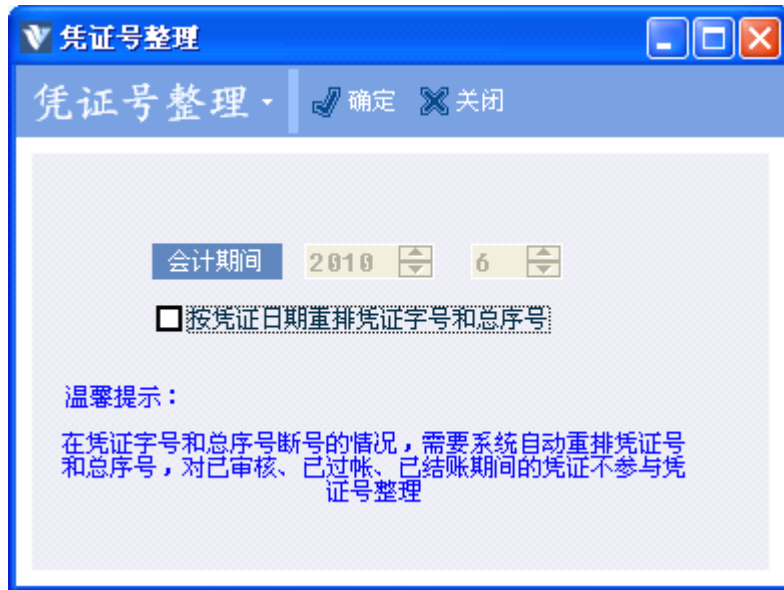 凭证号整理
凭证号整理 确定 关闭
会计期间 2010 6
按凭证日期重排凭证字号和总序号
温馨提示：
在凭证字号和总序号断号的情况，需要系统自动重排凭证号
和总序号，对已审核、已过帐、已结账期间的凭证不参与凭
证号整理